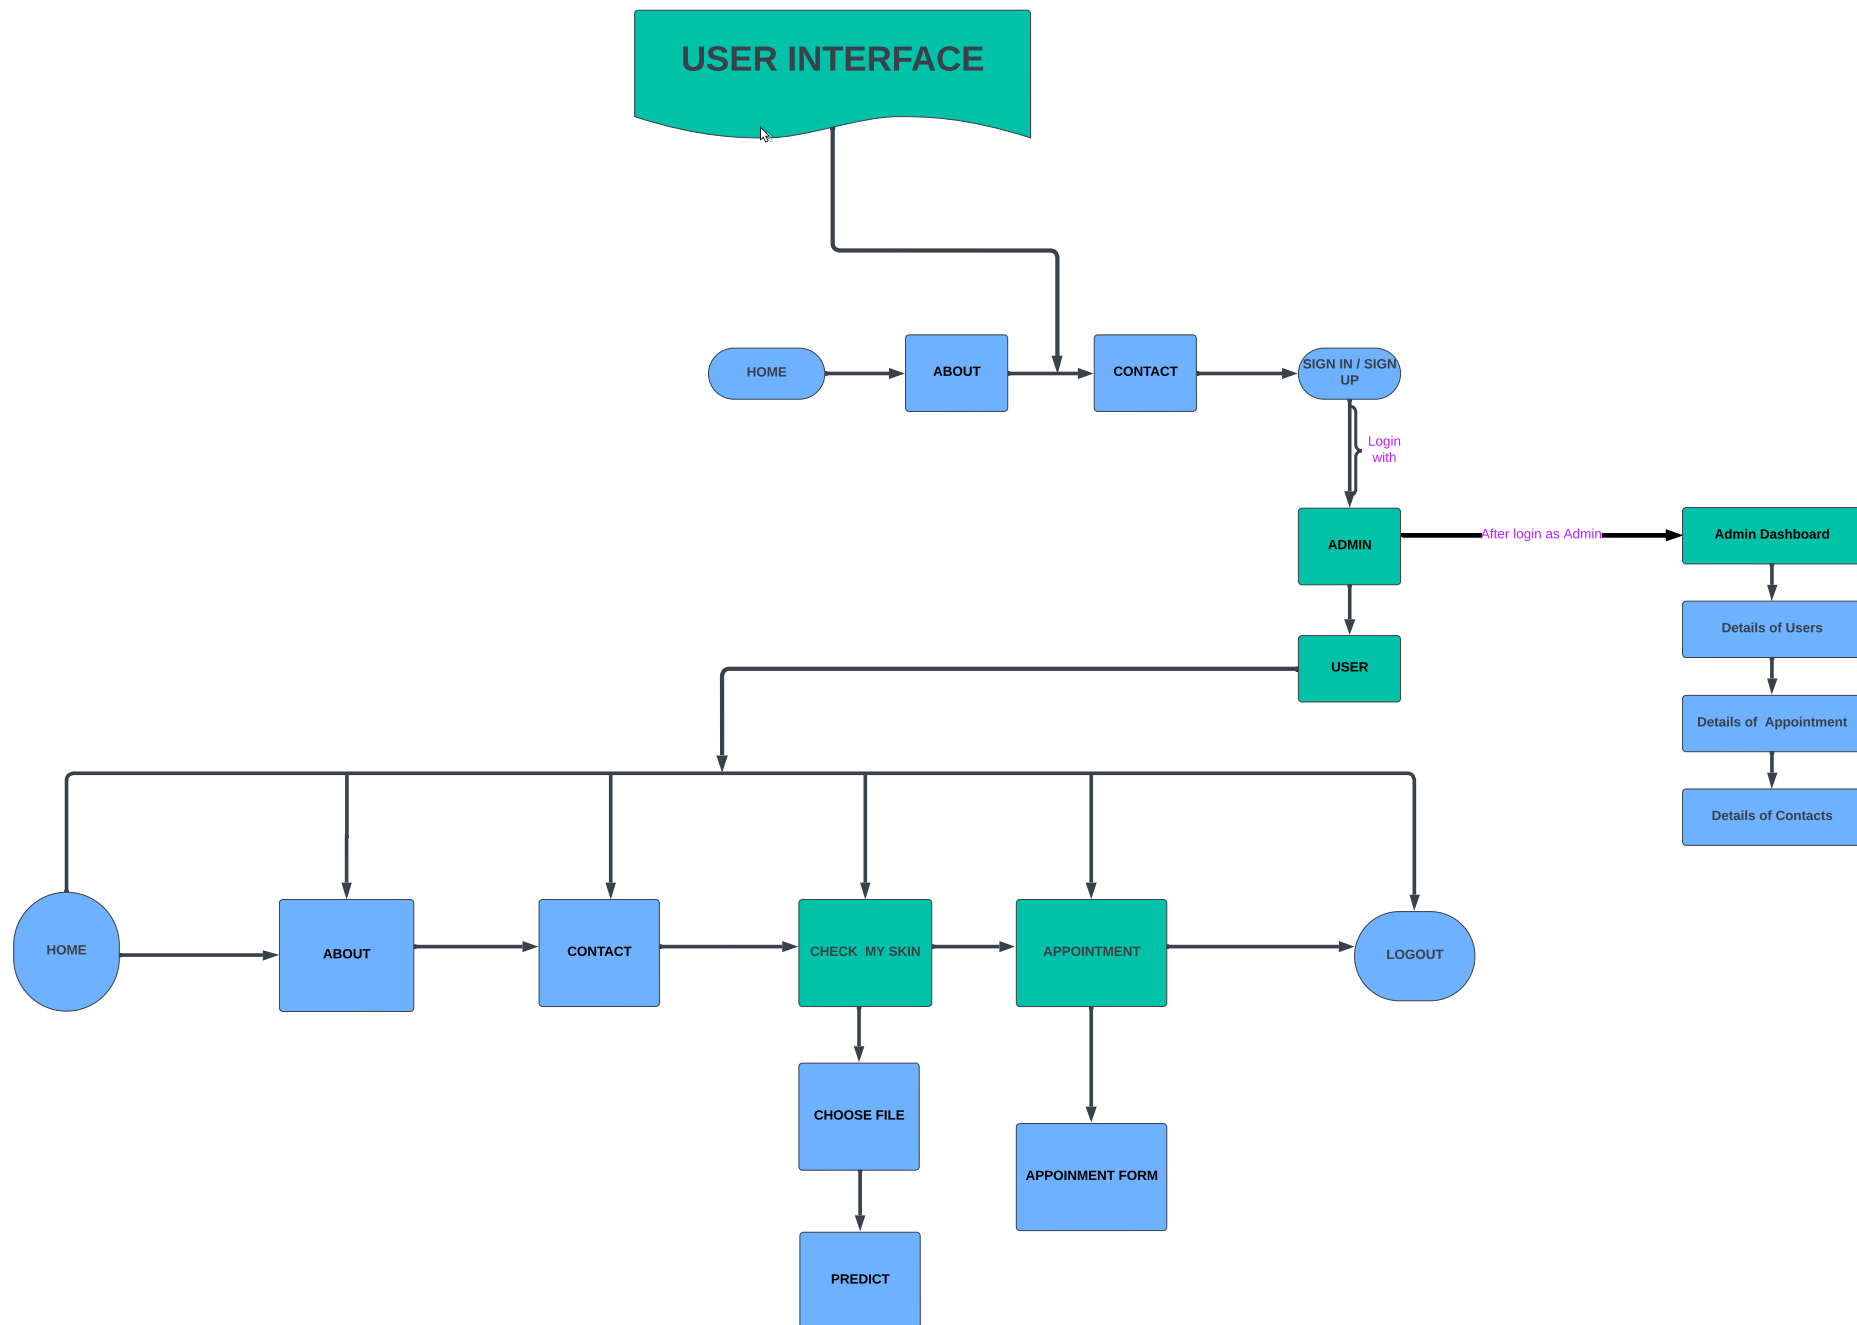 USER INTERFACE
HOME
ABOUT
CONTACT
SIGN IN / SIGN
UP
Login
with
ADMIN
After login as Admin
Admin Dashboard
Details of Users
USER
Details of  Appointment
Details of Contacts
HOME
ABOUT
CONTACT
CHECK  MY SKIN
APPOINTMENT
LOGOUT
CHOOSE FILE
APPOINMENT FORM
PREDICT